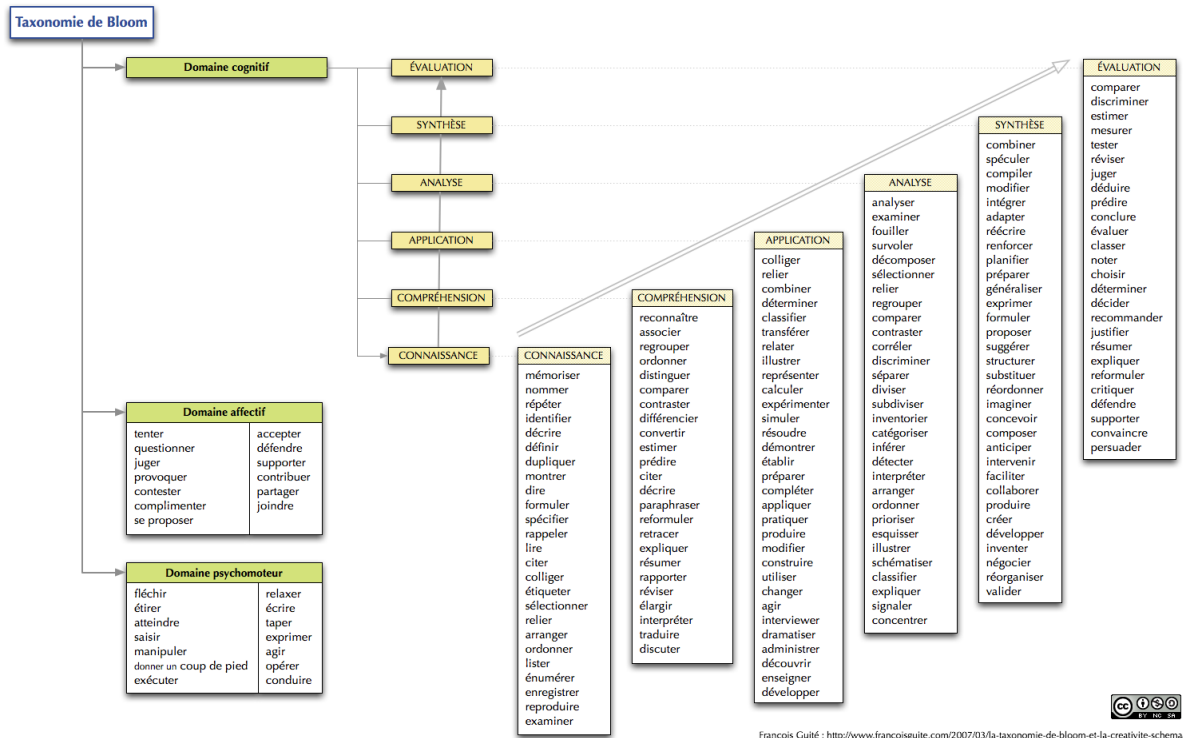 Taxonomie de Bloom
Domaine cognitif
ÉVALUATION
SYNTHÈSE
ANALYSE
APPLICATION
COMPRÉHENSION
CONNAISSANCE
Domaine affectif
tenter
questionner
juger
provoquer
contester
complimenter
se proposer
accepter
défendre
supporter
contribuer
partager
joindre
Domaine psychomoteur
fléchir
étirer
atteindre
saisir
manipuler
donner un coup de pied
exécuter
relaxer
écrire
taper
exprimer
agir
opérer
conduire
CONNAISSANCE
mémoriser
nommer
répéter
identifier
décrire
définir
dupliquer
montrer
dire
formuler
spécifier
rappeler
lire
citer
colliger
étiqueter
sélectionner
relier
arranger
ordonner
lister
énumérer
enregistrer
reproduire
examiner
COMPRÉHENSION
reconnaître
associer
regrouper
ordonner
distinguer
comparer
contraster
différencier
convertir
estimer
prédire
citer
décrire
paraphraser
reformuler
retracer
expliquer
résumer
rapporter
réviser
élargir
interpréter
traduire
discuter
APPLICATION
colliger
relier
combiner
déterminer
classifier
transférer
relater
illustrer
représenter
calculer
expérimenter
simuler
résoudre
démontrer
établir
préparer
compléter
appliquer
pratiquer
produire
modifier
construire
utiliser
changer
agir
interviewer
dramatiser
administrer
découvrir
enseigner
développer
ANALYSE
analyser
examiner
fouiller
survoler
décomposer
sélectionner
relier
regrouper
comparer
contraster
corréler
discriminer
séparer
diviser
subdiviser
inventorier
catégoriser
inférer
détecter
interpréter
arranger
ordonner
prioriser
esquisser
illustrer
schématiser
classifier
expliquer
signaler
concentrer
SYNTHÈSE
combiner
spéculer
compiler
modifier
intégrer
adapter
réécrire
renforcer
planifier
préparer
généraliser
exprimer
formuler
proposer
suggérer
structurer
substituer
réordonner
imaginer
concevoir
composer
anticiper
intervenir
faciliter
collaborer
produire
créer
développer
inventer
négocier
réorganiser
valider
ÉVALUATION
comparer
discriminer
estimer
mesurer
tester
réviser
juger
déduire
prédire
conclure
évaluer
classer
noter
choisir
déterminer
décider
recommander
justifier
résumer
expliquer
reformuler
critiquer
défendre
supporter
convaincre
persuader
cc
BY NC SA
François Guité : http://www.francoisguite.com/2007/03/la-taxonomie-de-bloom-et-la-creativite-schema